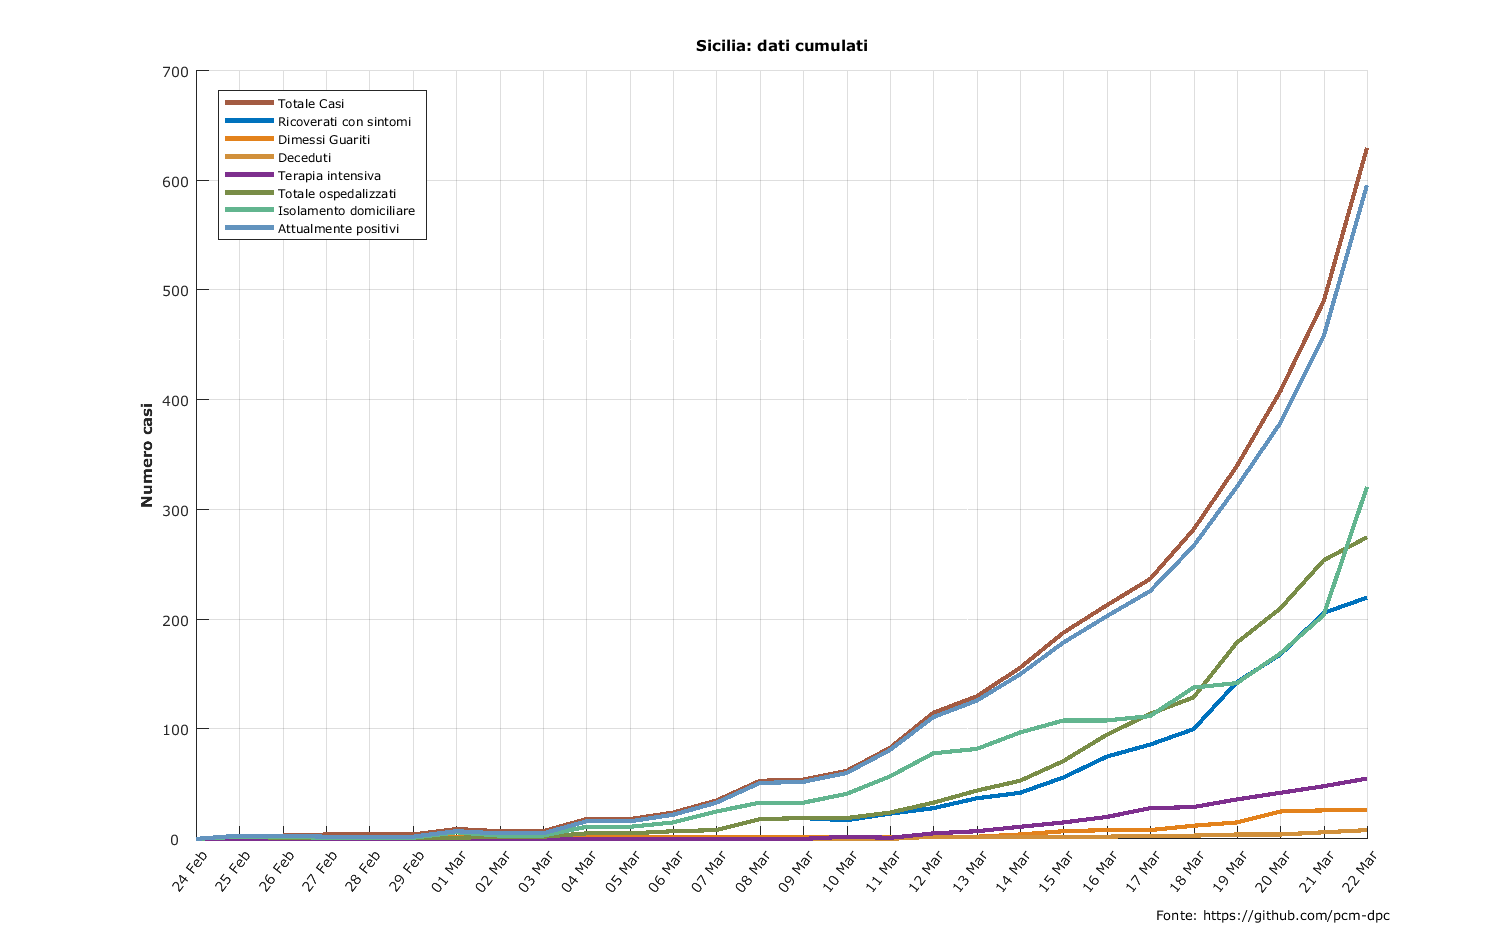 Sicilia: dati cumulati
700
600
500
400
300
200
100
0
Numero casi
Totale Casi
Ricoverati con sintomi
Dimessi Guariti
Deceduti
Terapia intensiva
Totale ospedalizzati
Isolamento domiciliare
Attualmente positivi
24 Feb
25 Feb
26 Feb
27 Feb
28 Feb
29 Feb
01 Mar
02 Mar
03 Mar
04 Mar
05 Mar
06 Mar
07 Mar
08 Mar
09 Mar
10 Mar
11 Mar
12 Mar
13 Mar
14 Mar
15 Mar
16 Mar
17 Mar
18 Mar
19 Mar
20 Mar
21 Mar
22 Mar
Fonte: https://github.com/pcm-dpc